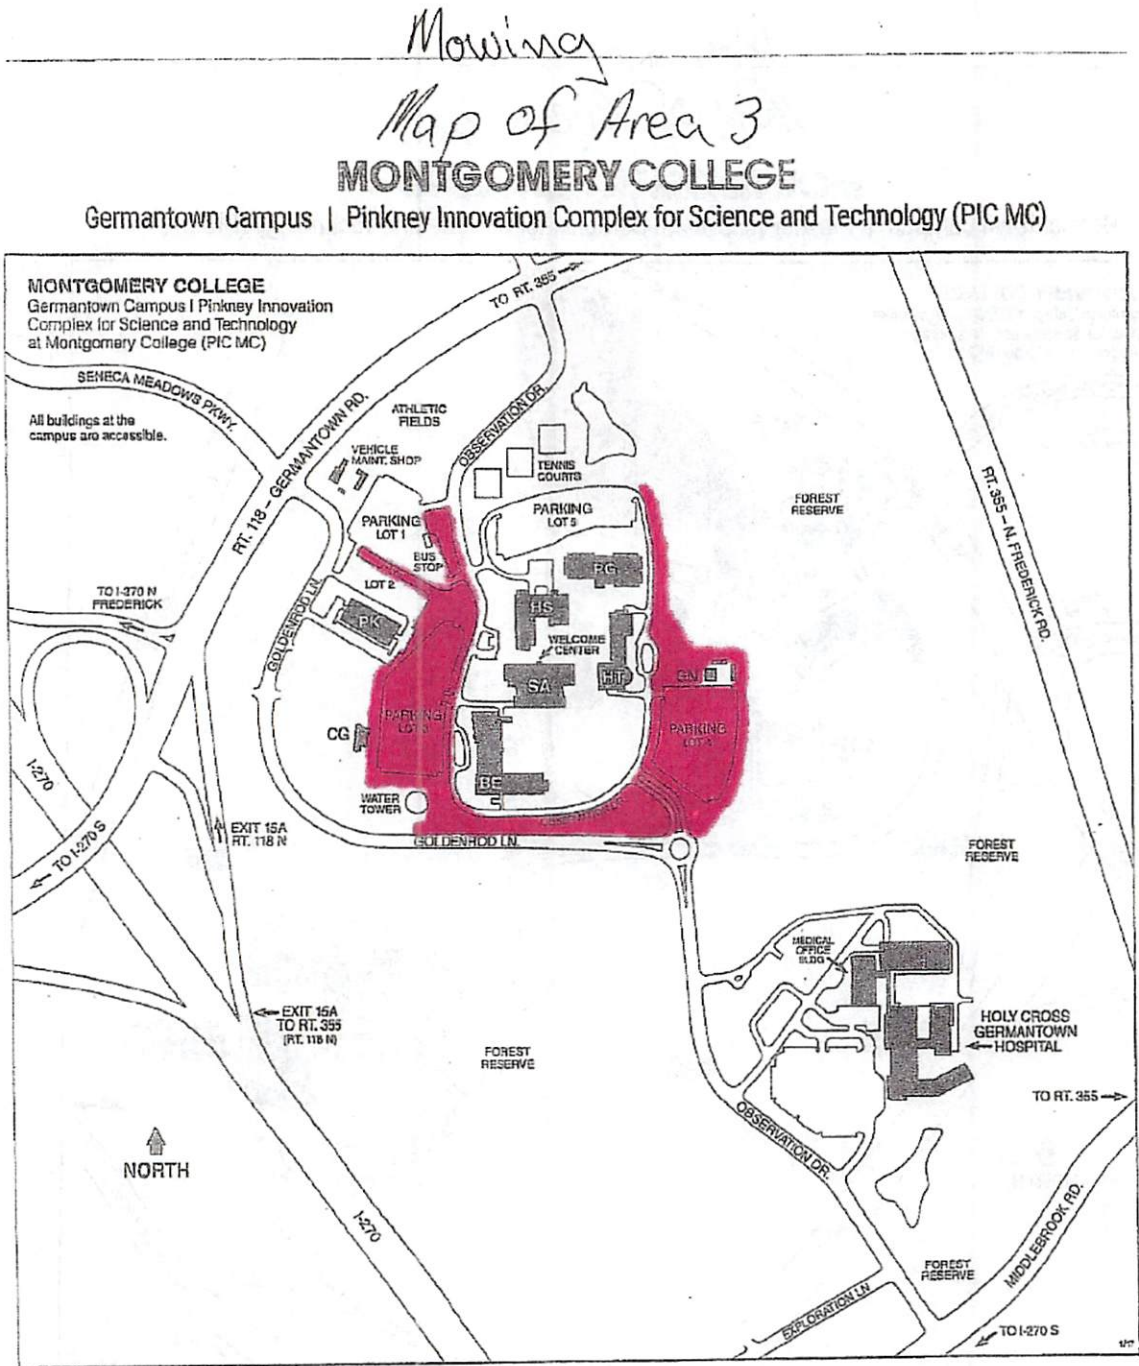 Mowing
Map of Area 3
MONTGOMERY COLLEGE
Germantown Campus | Pinkney Innovation Complex for Science and Technology (PIC MC)
MONTGOMERY COLLEGE
Germantown Campus | Pinkney Innovation
Complex for Science and Technology
at Montgomery College (PIC MC)
TO RT. 355
SENECA MEADOWS PKWY.
All buildings at the
campus are accessible.
RT. 118 – GERMANTOWN RD.
ATHLETIC
FIELDS
OBSERVATION DR.
VEHICLE
MAINT. SHOP
TENNIS
COURTS
RT. 355 – N. FREDERICK RD.
FOREST
RESERVE
PARKING
LOT 1
PARKING
LOT 5
BUS
STOP
PG
LOT 2
TO I-270 N
FREDERICK
GOLDENROD LN.
PK
HS
WELCOME
CENTER
SA
HT
GN
PARKING
LOT 3
PARKING
LOT 4
CG
BE
I-270
WATER
TOWER
GOLDENROD LN.
EXIT 15A
RT. 118 N
TO I-270 S
FOREST
RESERVE
MEDICAL
OFFICE
BLDG
H
EXIT 15A
TO RT. 355
(RT. 118 N)
HOLY CROSS
GERMANTOWN
HOSPITAL
FOREST
RESERVE
TO RT. 355
OBSERVATION DR.
NORTH
I-270
MIDDLEBROOK RD.
FOREST
RESERVE
EXPLORATION LN
TO I-270 S